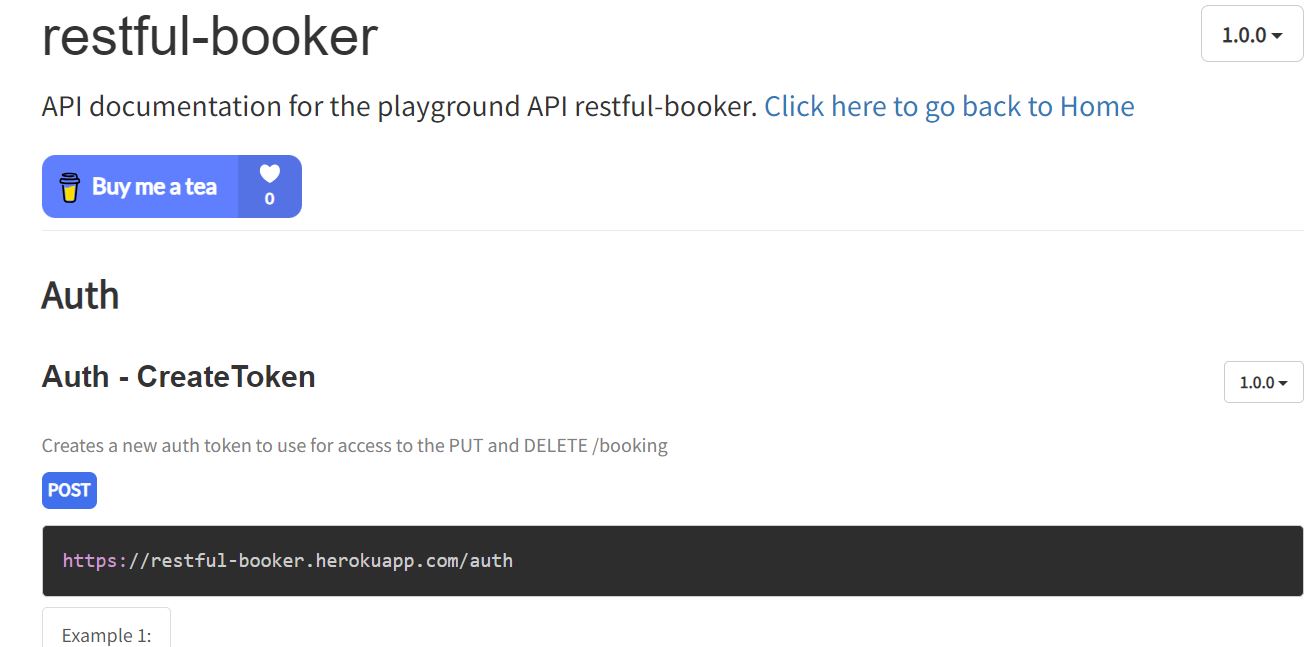 restful-booker
1.0.0
API documentation for the playground API restful-booker. Click here to go back to Home
Buy me a tea
0
Auth
Auth - CreateToken
1.0.0
Creates a new auth token to use for access to the PUT and DELETE /booking
POST
https://restful-booker.herokuapp.com/auth
Example 1: